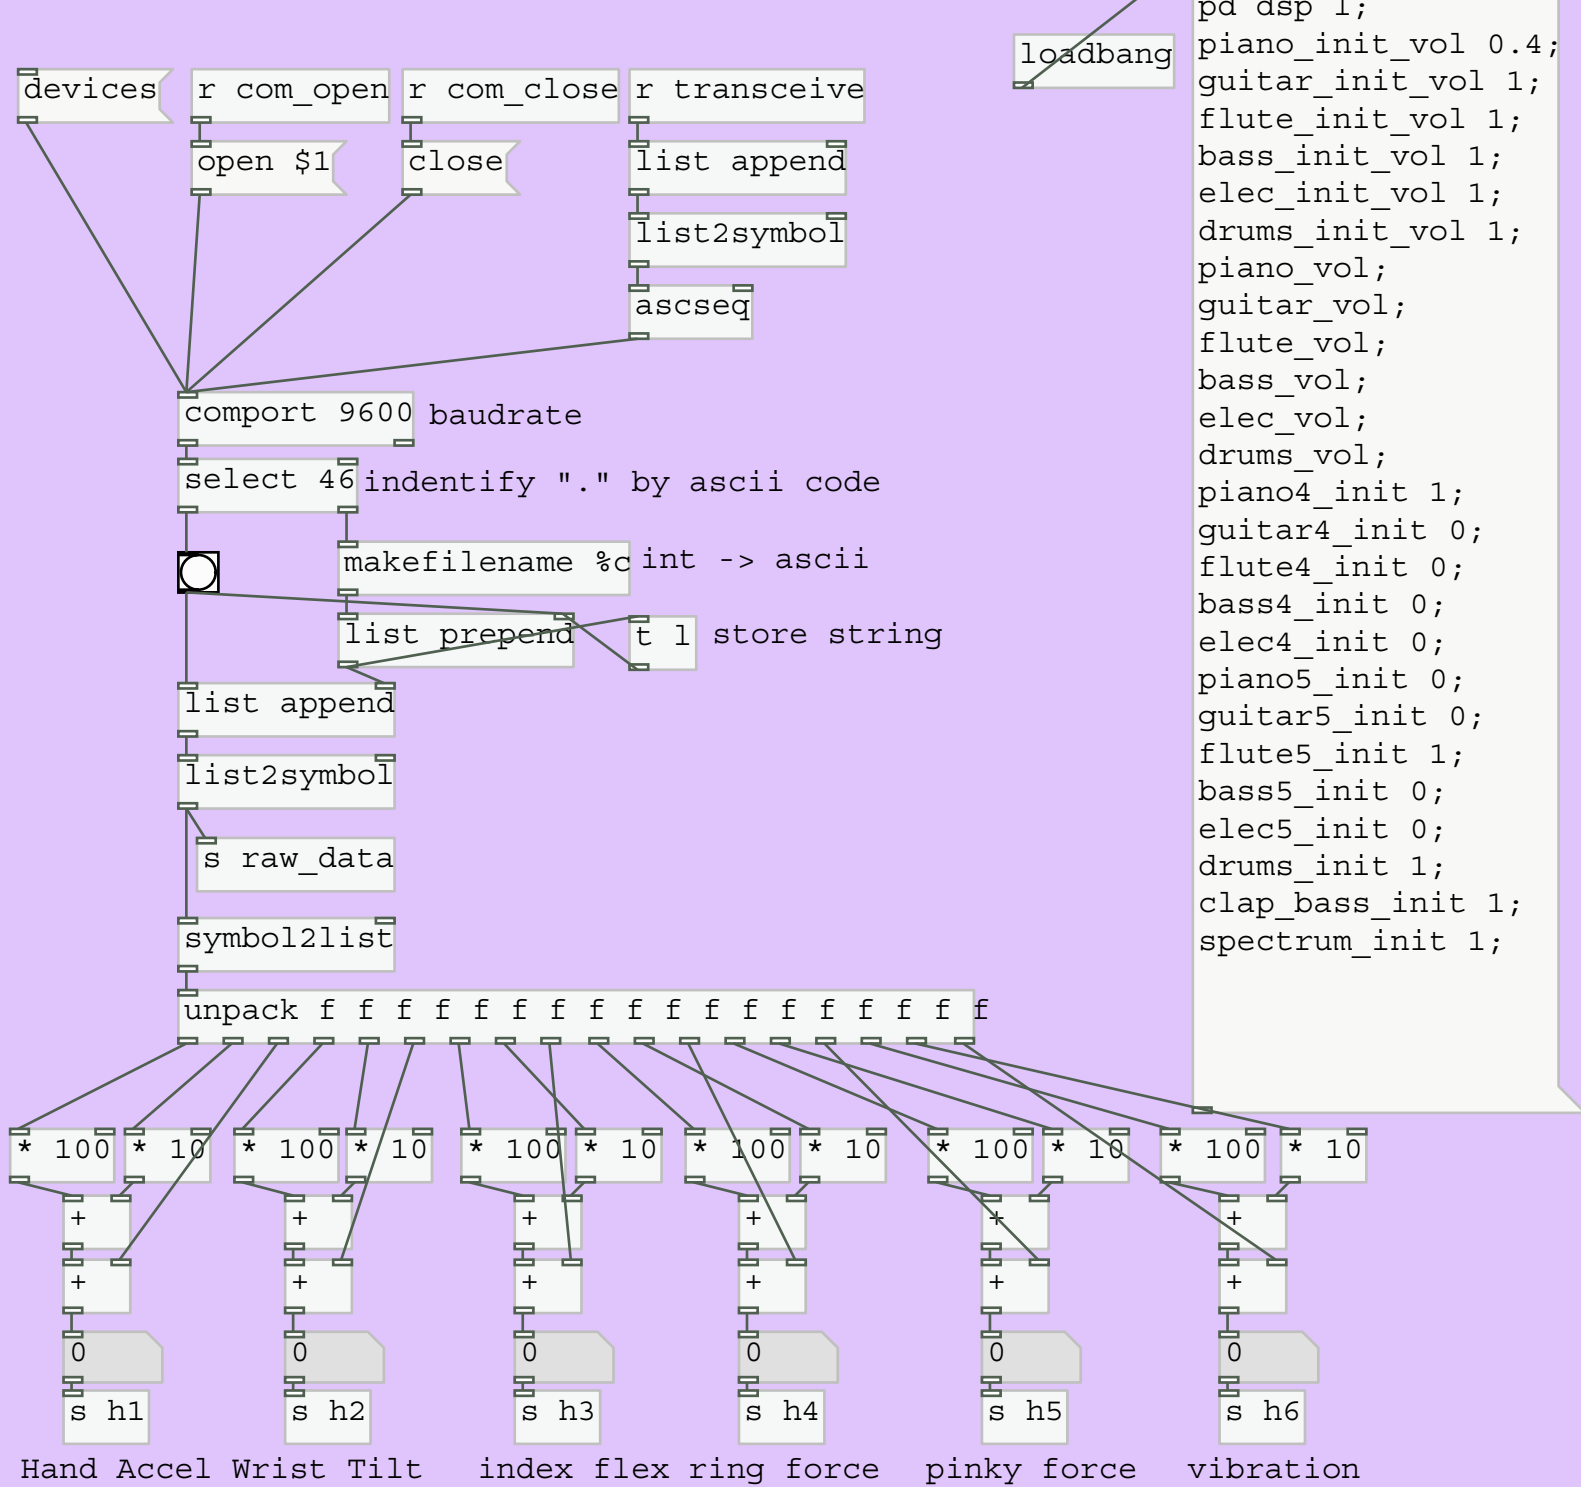 devices
r com_open
r com_close
r transceive
open $1
close
list append
list2symbol
ascseq
comport 9600
baudrate
select 46
indentify "." by ascii code
makefilename %c
int -> ascii
list prepend
t l
store string
list append
list2symbol
s raw_data
symbol2list
unpack f f f f f f f f f f f f f f f f f f
* 100
* 10
* 100
* 10
* 100
* 10
* 100
* 10
* 100
* 10
* 100
* 10
+
+
+
+
+
+
+
+
+
+
+
+
0
0
0
0
0
0
s h1
s h2
s h3
s h4
s h5
s h6
Hand Accel
Wrist Tilt
index flex
ring force
pinky force
vibration
loadbang
pd dsp 1;
piano_init_vol 0.4;
guitar_init_vol 1;
flute_init_vol 1;
bass_init_vol 1;
elec_init_vol 1;
drums_init_vol 1;
piano_vol;
guitar_vol;
flute_vol;
bass_vol;
elec_vol;
drums_vol;
piano4_init 1;
guitar4_init 0;
flute4_init 0;
bass4_init 0;
elec4_init 0;
piano5_init 0;
guitar5_init 0;
flute5_init 1;
bass5_init 0;
elec5_init 0;
drums_init 1;
clap_bass_init 1;
spectrum_init 1;